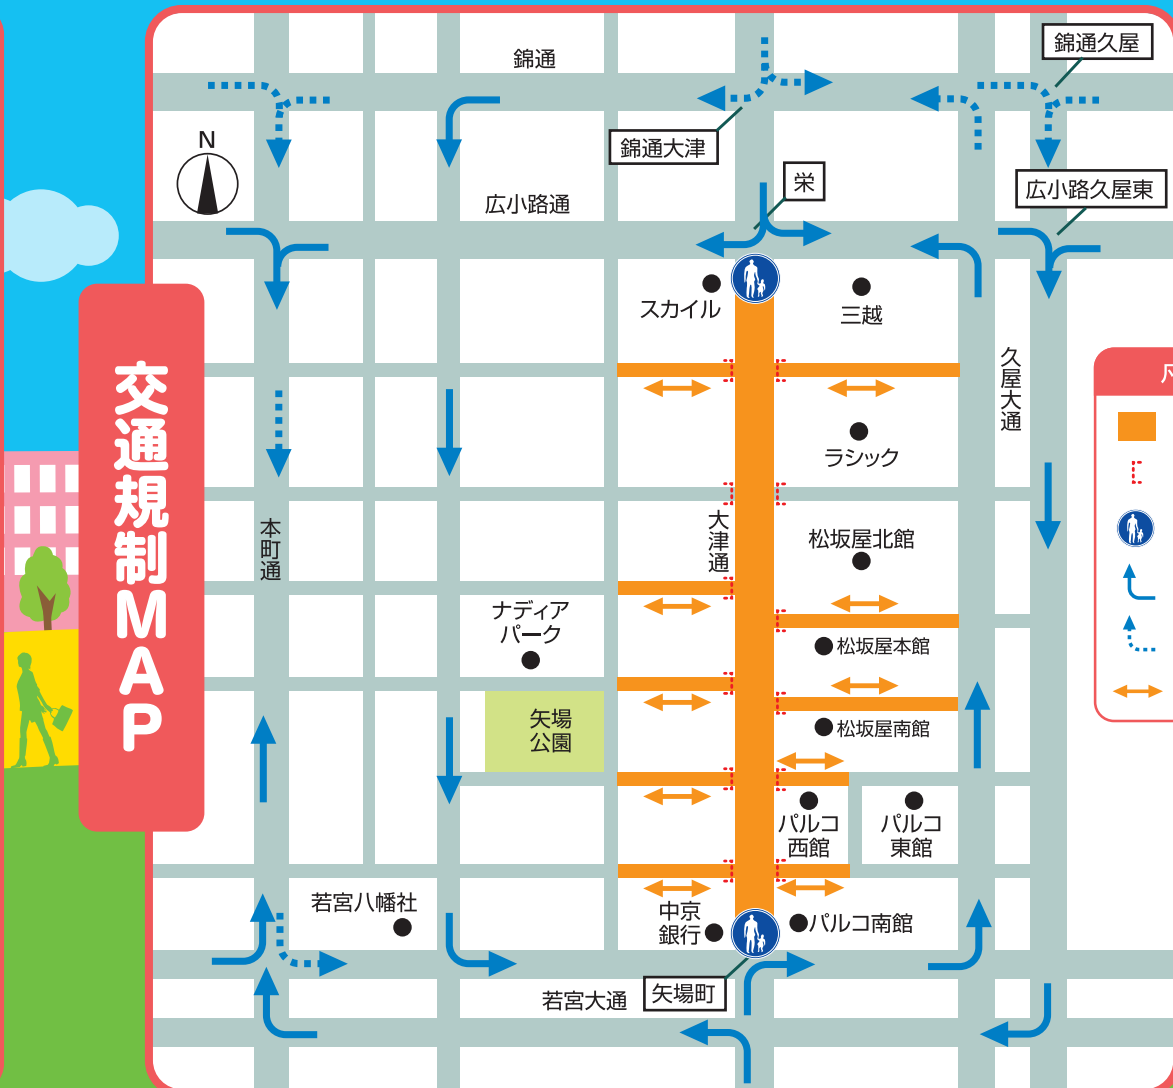 錦通
錦通久屋
N
錦通大津
栄
広小路久屋東
広小路通
スカイル
三越
交通規制MAP
久屋大通
ラシック
本町通
大津通
松坂屋北館
ナディア
パーク
松坂屋本館
矢場
公園
松坂屋南館
パルコ
西館
パルコ
東館
若宮八幡社
中京
銀行
パルコ南館
若宮大通
矢場町